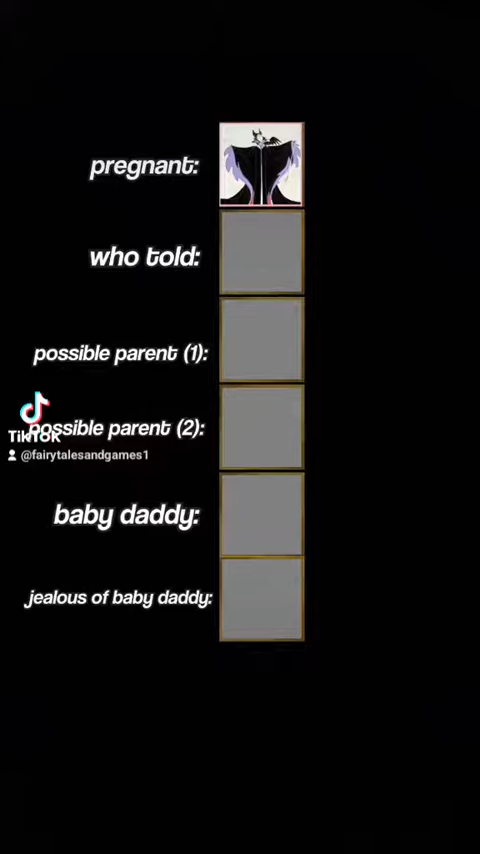 pregnant:
who told:
possible parent (1):
possible parent (2):
TikTok
@fairytalesandgames1
baby daddy:
jealous of baby daddy: